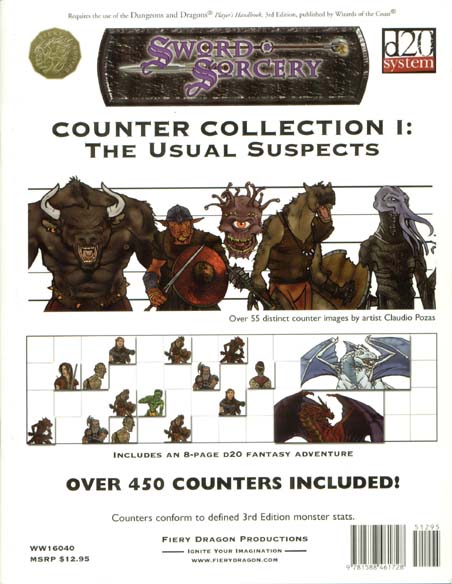 Requires the use of the Dungeons and Dragons® Player's Handbook, 3rd Edition, published by Wizards of the Coast®
SWORD & SORCERY
d20
system
COUNTER COLLECTION I:
THE USUAL SUSPECTS
Over 55 distinct counter images by artist Claudio Pozas
INCLUDES AN 8-PAGE D20 FANTASY ADVENTURE
OVER 450 COUNTERS INCLUDED!
Counters conform to defined 3rd Edition monster stats.
WW16040
MSRP $12.95
FIERY DRAGON PRODUCTIONS
IGNITE YOUR IMAGINATION
WWW.FIERYDRAGON.COM
51295
9781588461728